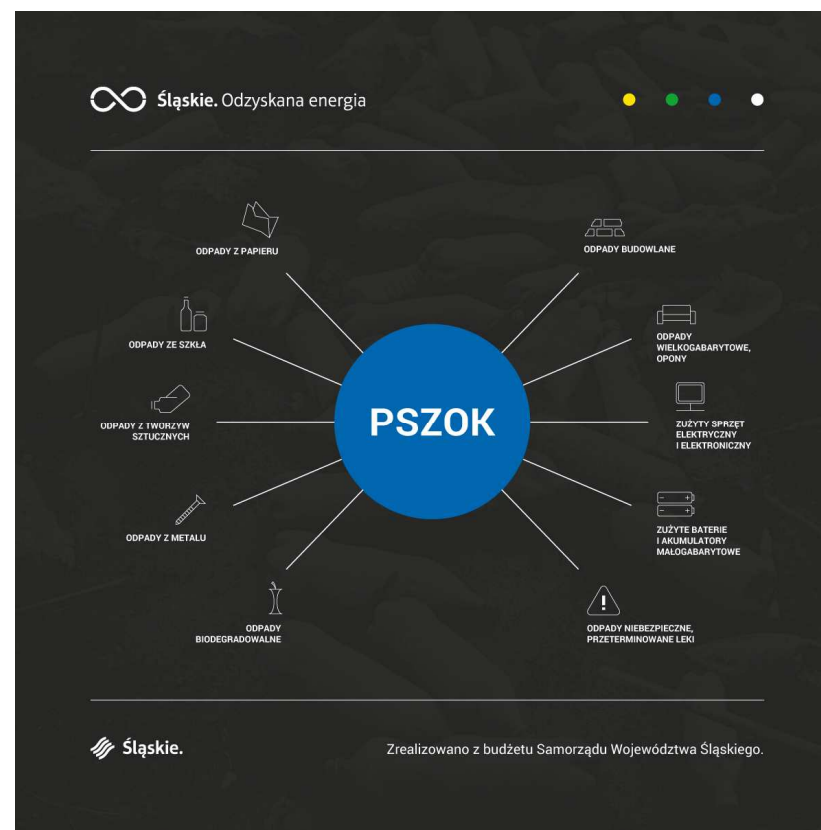 Śląskie. Odzyskana energia
ODPADY Z PAPIERU
ODPADY BUDOWLANE
ODPADY ZE SZKŁA
ODPADY
WIELKOGABARYTOWE,
OPONY
PSZOK
ODPADY Z TWORZYW
SZTUCZNYCH
ZUŻYTY SPRZĘT
ELEKTRYCZNY
I ELEKTRONICZNY
ODPADY Z METALU
ZUŻYTE BATERIE
I AKUMULATORY
MAŁOGABARYTOWE
ODPADY
BIODEGRADOWALNE
ODPADY NIEBEZPIECZNE,
PRZETERMINOWANE LEKI
Śląskie.
Zrealizowano z budżetu Samorządu Województwa Śląskiego.